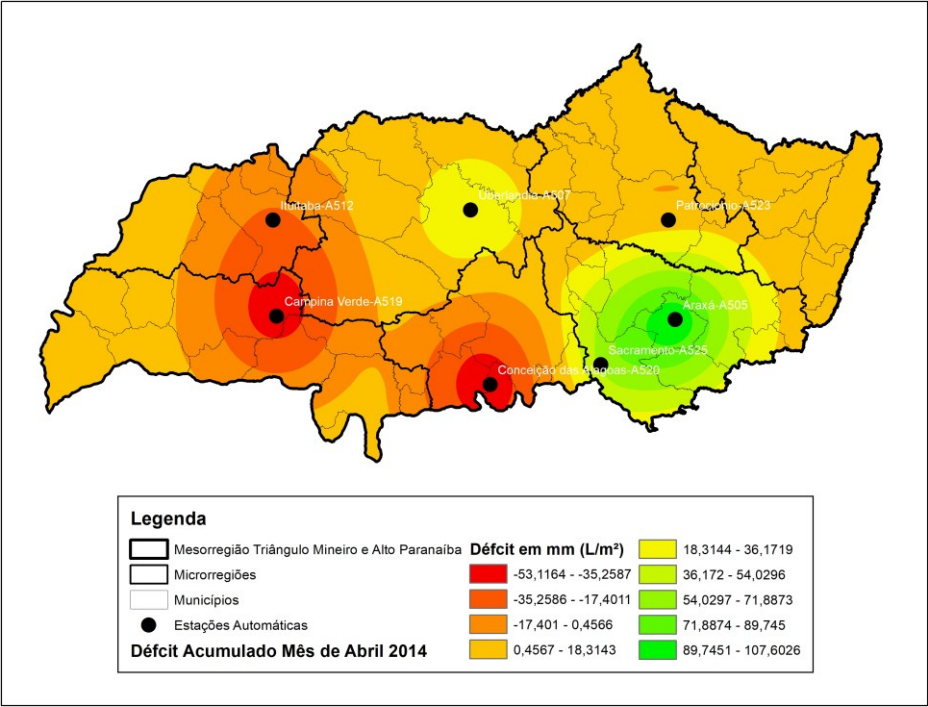 Ituitaba-A512
Uberlandia-A507
Patrocionio-A523
Campina Verde-A519
Araxá-A505
Sacramento-A525
Conceição das Alagoas-A520
Legenda
Mesorregião Triângulo Mineiro e Alto Paranaíba
Microrregiões
Municípios
Estações Automáticas
Défcit Acumulado Mês de Abril 2014
Défcit em mm (L/m²)
-53,1164 - -35,2587
-35,2586 - -17,4011
-17,401 - 0,4566
0,4567 - 18,3143
18,3144 - 36,1719
36,172 - 54,0296
54,0297 - 71,8873
71,8874 - 89,745
89,7451 - 107,6026